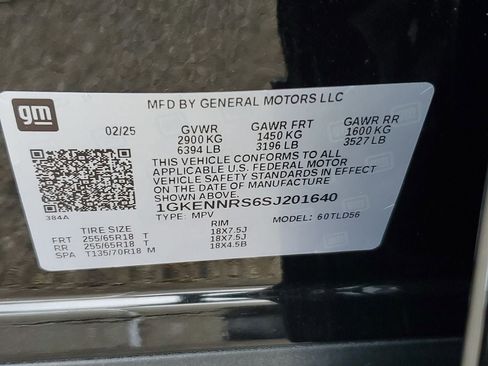 gm
MFD BY GENERAL MOTORS LLC
02/25 GVWR GAWR FRT GAWR RR
2900 KG 1450 KG 1600 KG
6394 LB 3196 LB 3527 LB
THIS VEHICLE CONFORMS TO ALL
APPLICABLE U.S. FEDERAL MOTOR
VEHICLE SAFETY STANDARDS IN EFFECT
ON THE DATE OF MANUFACTURE SHOWN
ABOVE.
1GKENNRS6SJ201640
384A TYPE: MPV MODEL: 60TLD56
TIRE SIZE RIM
FRT 255/65R18 T 18X7.5J
RR 255/65R18 T 18X7.5J
SPA T135/70R18 M 18X4.5B